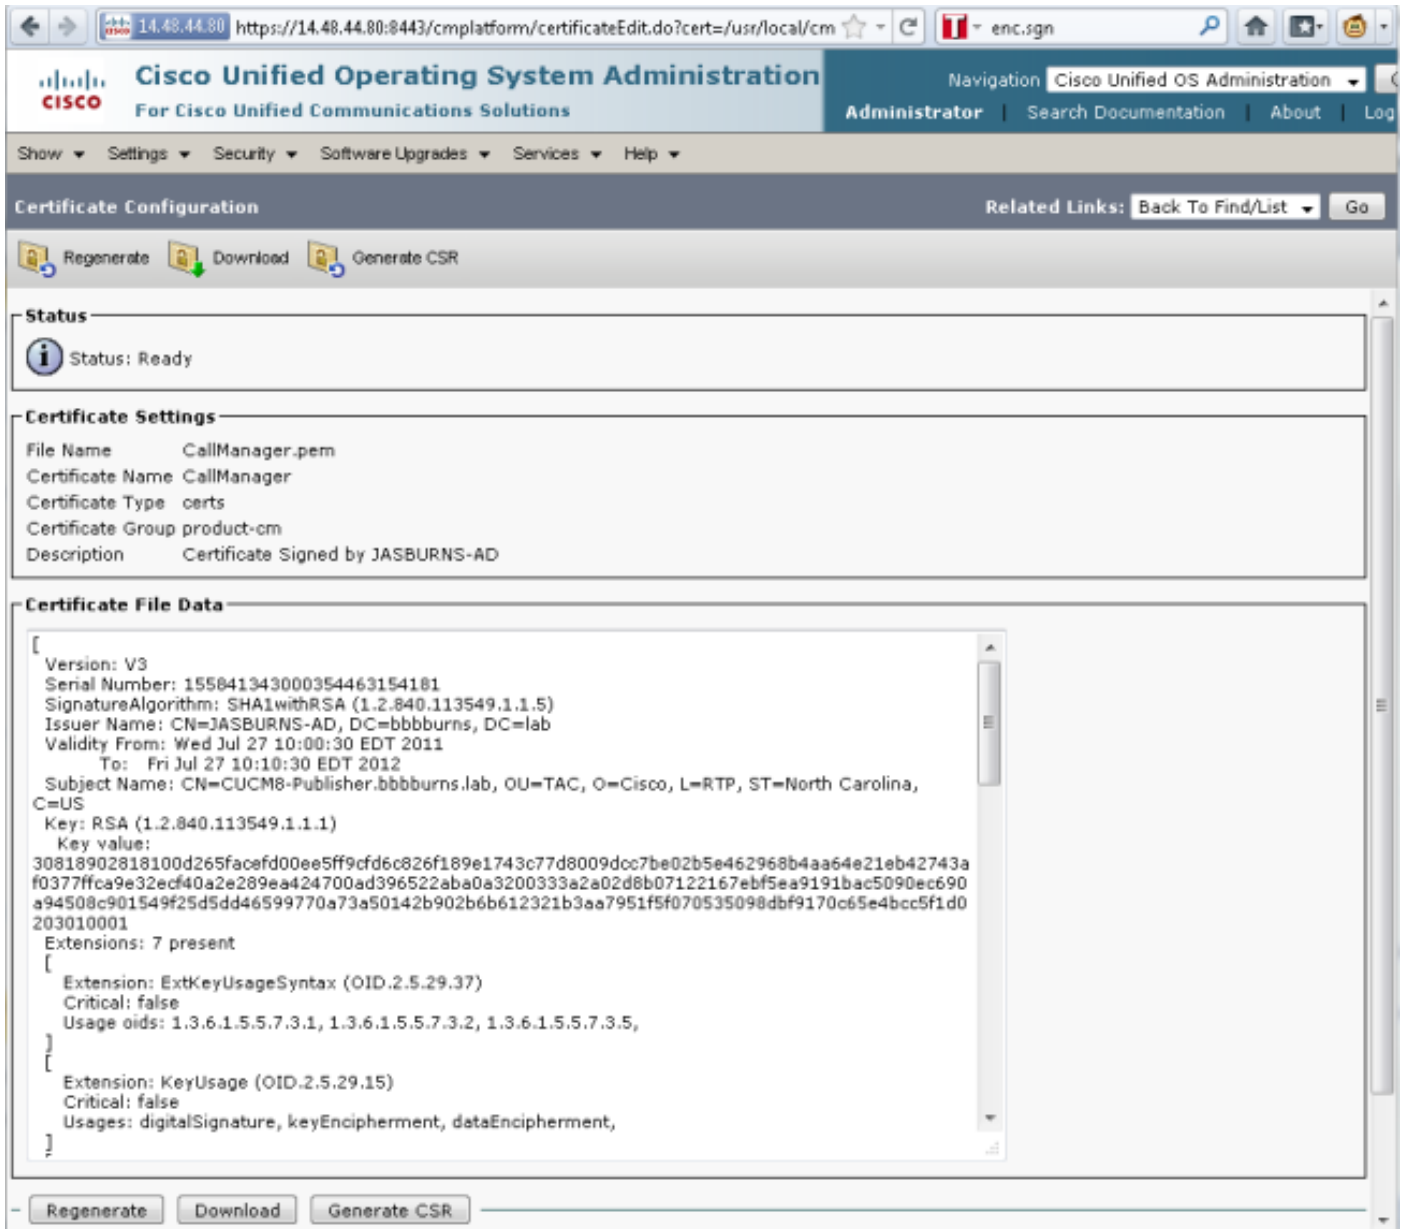 14.48.44.80 https://14.48.44.80:8443/cmplatform/certificateEdit.do?cert=/usr/local/cm enc.sgn
Cisco Unified Operating System Administration
For Cisco Unified Communications Solutions
CISCO
Navigation Cisco Unified OS Administration
Administrator | Search Documentation | About | Log
Show Settings Security Software Upgrades Services Help
Certificate Configuration Related Links: Back To Find/List Go
Regenerate Download Generate CSR
Status
Status: Ready
Certificate Settings
File Name CallManager.pem
Certificate Name CallManager
Certificate Type certs
Certificate Group product-cm
Description Certificate Signed by JASBURNS-AD
Certificate File Data
[
Version: V3
Serial Number: 155841343000354463154181
SignatureAlgorithm: SHA1withRSA (1.2.840.113549.1.1.5)
Issuer Name: CN=JASBURNS-AD, DC=bbbburns, DC=lab
Validity From: Wed Jul 27 10:00:30 EDT 2011
To: Fri Jul 27 10:10:30 EDT 2012
Subject Name: CN=CUCM8-Publisher.bbbburns.lab, OU=TAC, O=Cisco, L=RTP, ST=North Carolina,
C=US
Key: RSA (1.2.840.113549.1.1.1)
Key value:
30818902818100d265facefd00ee5ff9cfd6c826f189e1743c77d8009dcc7be02b5e462968b4aa64e21eb42743a
f0377ffca9e32ecf40a2e289ea424700ad396522aba0a3200333a2a02d8b07122167ebf5ea9191bac5090ec690
a94508c901549f25d5dd46599770a73a50142b902b6b612321b3aa7951f5f070535098dbf9170c65e4bcc5f1d0
203010001
Extensions: 7 present
[
Extension: ExtKeyUsageSyntax (OID.2.5.29.37)
Critical: false
Usage oids: 1.3.6.1.5.5.7.3.1, 1.3.6.1.5.5.7.3.2, 1.3.6.1.5.5.7.3.5,
]
[
Extension: KeyUsage (OID.2.5.29.15)
Critical: false
Usages: digitalSignature, keyEncipherment, dataEncipherment,
]
Regenerate Download Generate CSR